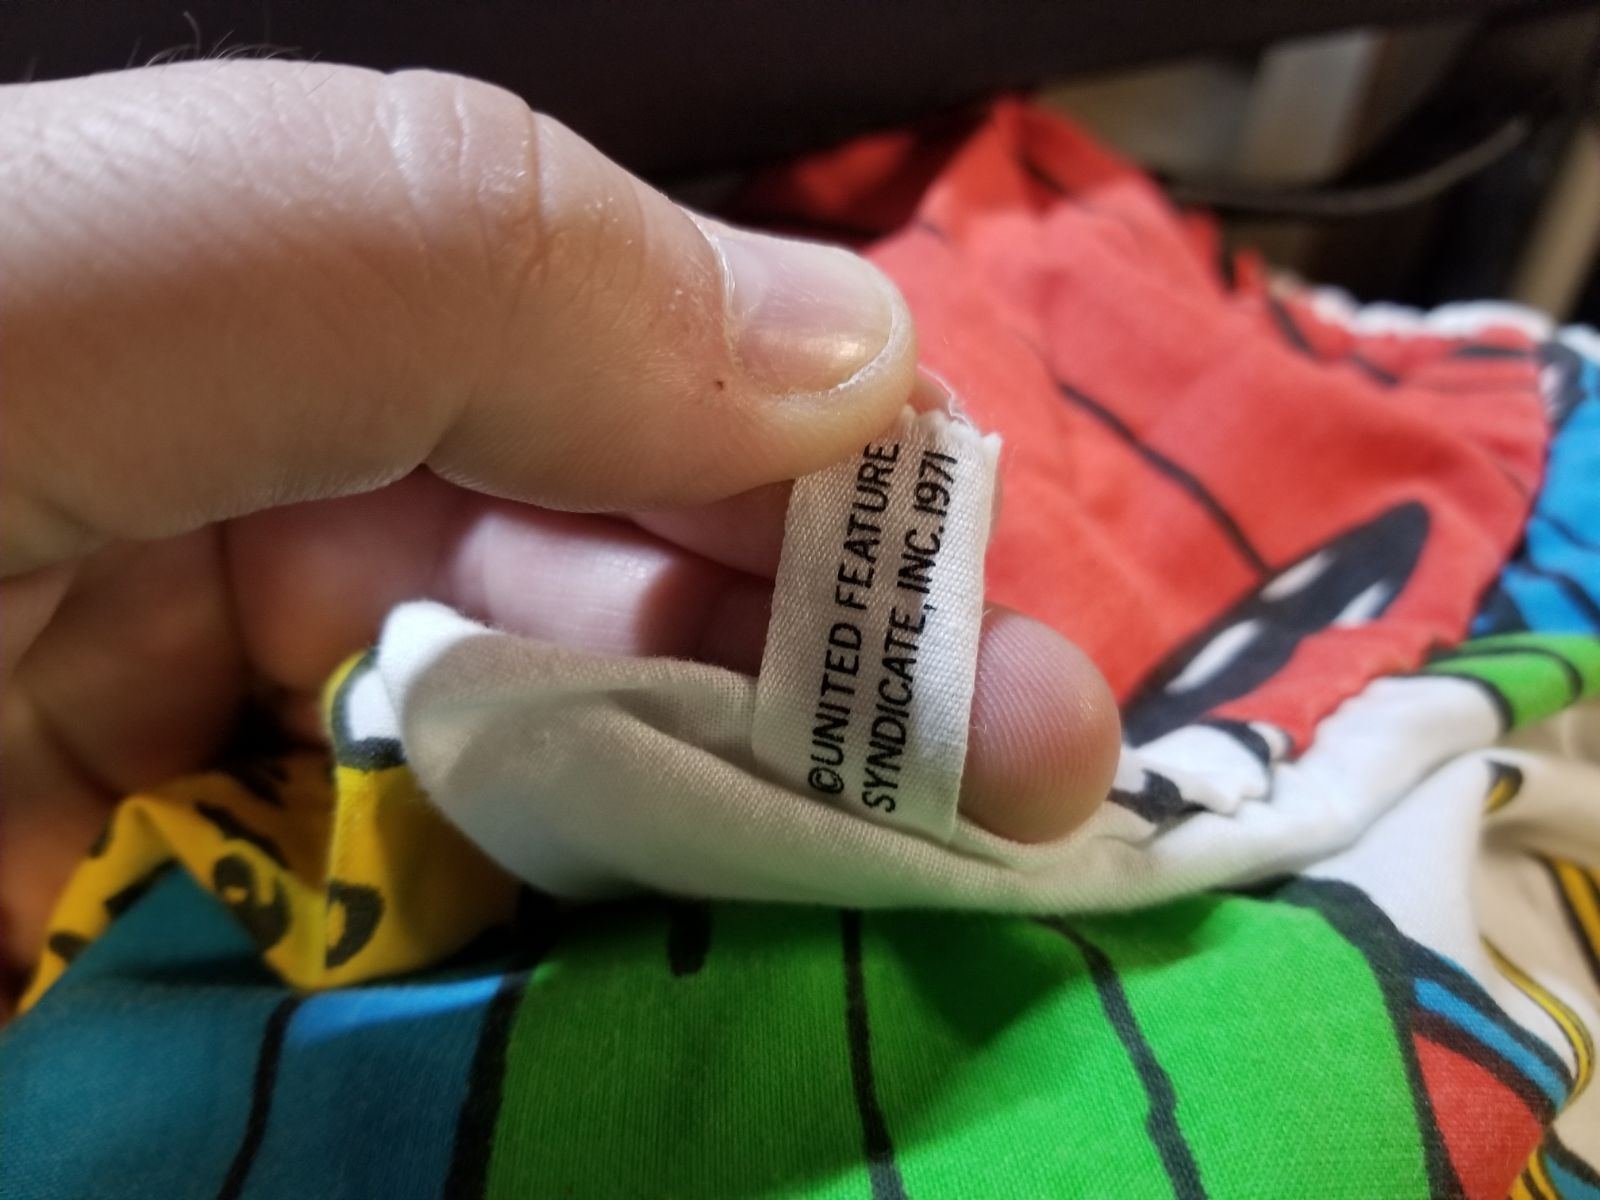 ©UNITED FEATURE
SYNDICATE, INC.1971